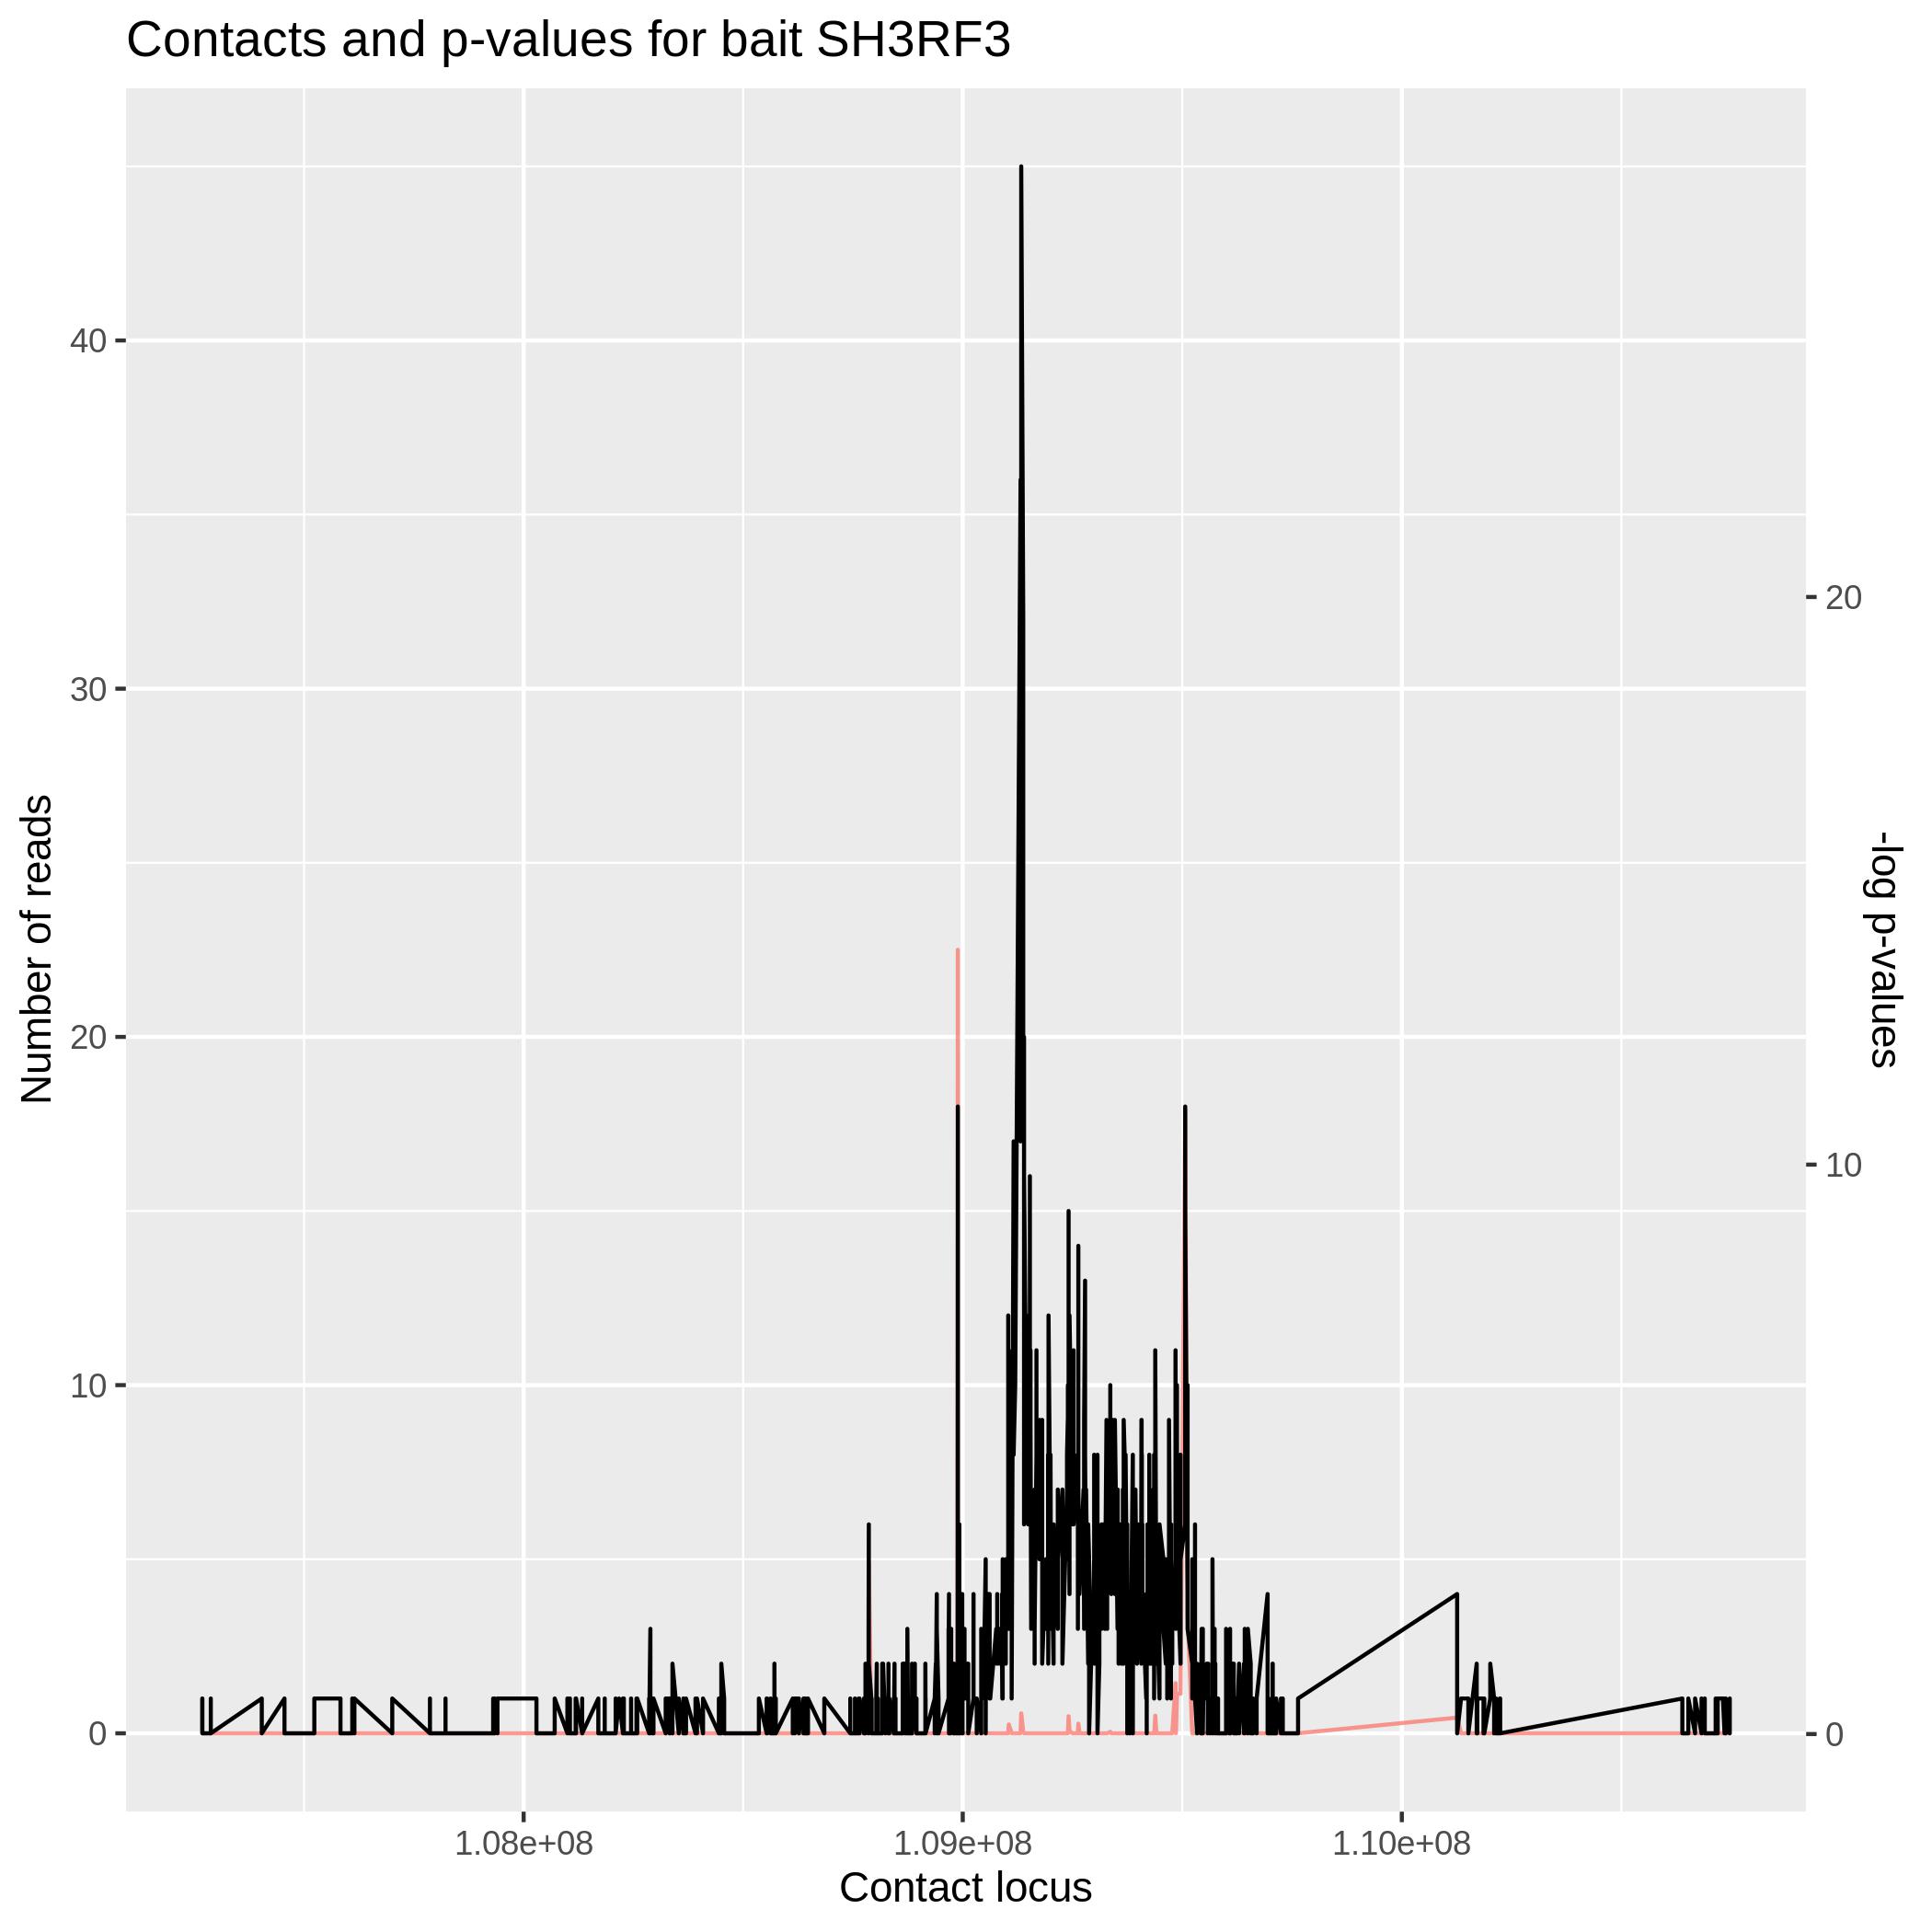 Contacts and p-values for bait SH3RF3
40
30
20
10
0
Number of reads
20
10
0
-log p-values
1.08e+08
1.09e+08
1.10e+08
Contact locus